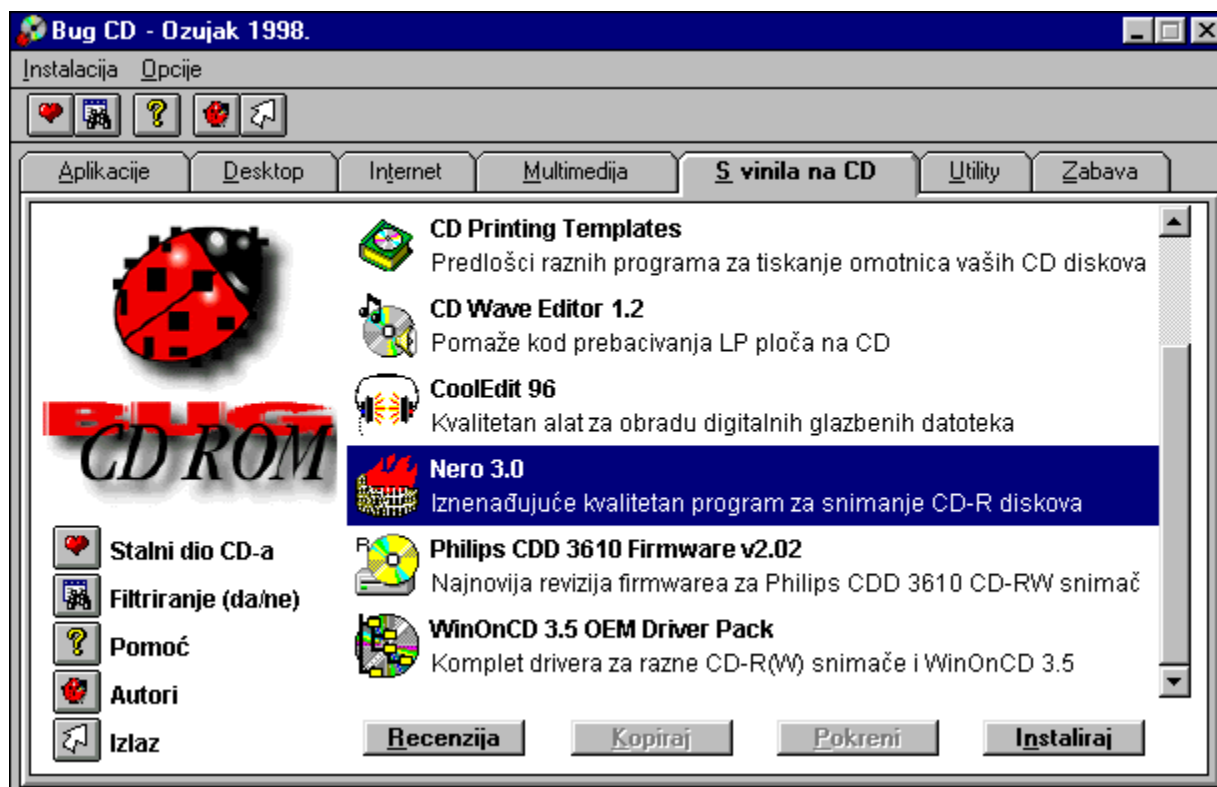 Bug CD - Ozujak 1998.
Instalacija Opcije
Aplikacije Desktop Internet Multimedija S vinila na CD Utility Zabava
BUG
CD ROM
Stalni dio CD-a
Filtriranje (da/ne)
Pomoć
Autori
Izlaz
CD Printing Templates
Predlošci raznih programa za tiskanje omotnica vaših CD diskova
CD Wave Editor 1.2
Pomaže kod prebacivanja LP ploča na CD
CoolEdit 96
Kvalitetan alat za obradu digitalnih glazbenih datoteka
Nero 3.0
Iznenađujuće kvalitetan program za snimanje CD-R diskova
R
Philips CDD 3610 Firmware v2.02
Najnovija revizija firmwarea za Philips CDD 3610 CD-RW snimač
WinOnCD 3.5 OEM Driver Pack
Komplet drivera za razne CD-R(W) snimače i WinOnCD 3.5
Recenzija Kopiraj Pokreni Instaliraj